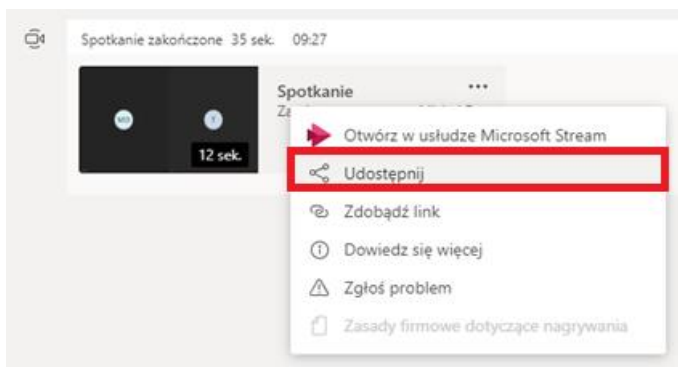 Spotkanie zakończone 35 sek. 09:27
Spotkanie
12 sek.
Otwórz w usłudze Microsoft Stream
Udostępnij
Zdobądź link
Dowiedz się więcej
Zgłoś problem
Zasady firmowe dotyczące nagrywania